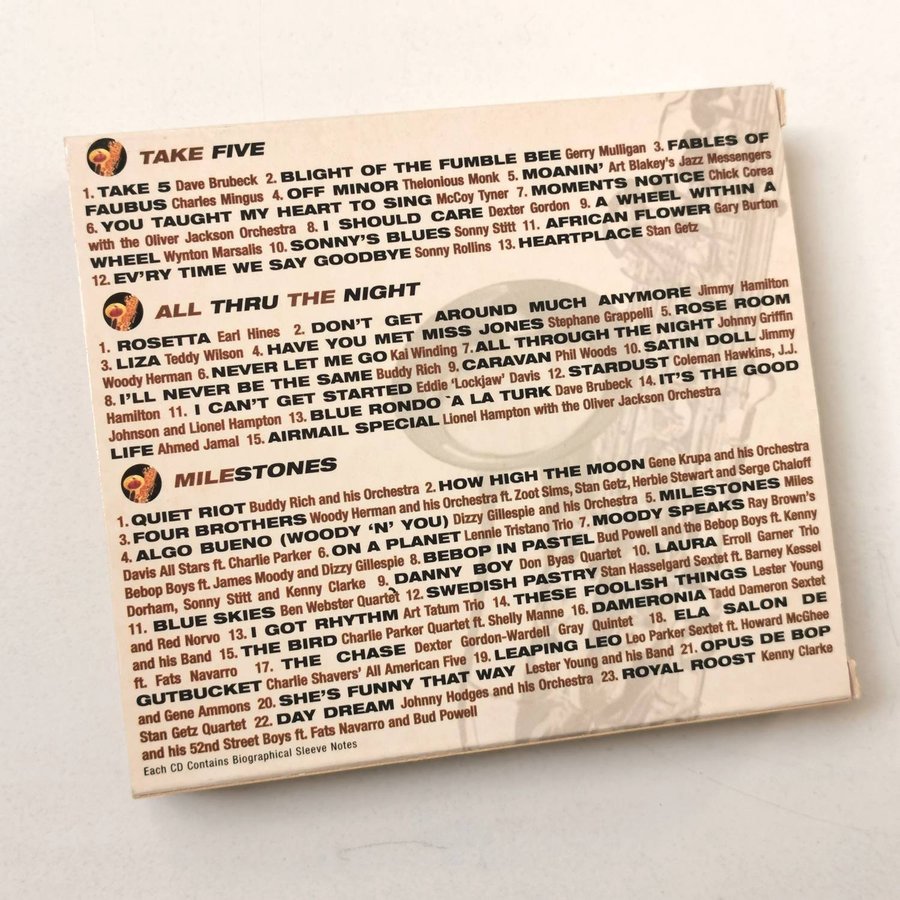 TAKE FIVE
1. TAKE 5 Dave Brubeck 2. BLIGHT OF THE FUMBLE BEE Gerry Mulligan 3. FABLES OF
FAUBUS Charles Mingus 4. OFF MINOR Thelonious Monk 5. MOANIN' Art Blakey's Jazz Messengers
6. YOU TAUGHT MY HEART TO SING McCoy Tyner 7. MOMENTS NOTICE Chick Corea
with the Oliver Jackson Orchestra 8. I SHOULD CARE Dexter Gordon 9. A WHEEL WITHIN A
WHEEL Wynton Marsalis 10. SONNY'S BLUES Sonny Stitt 11. AFRICAN FLOWER Gary Burton
12. EV'RY TIME WE SAY GOODBYE Sonny Rollins 13. HEARTPLACE Stan Getz
ALL THRU THE NIGHT
1. ROSETTA Earl Hines 2. DON'T GET AROUND MUCH ANYMORE Jimmy Hamilton
3. LIZA Teddy Wilson 4. HAVE YOU MET MISS JONES Stephane Grappelli 5. ROSE ROOM
Woody Herman 6. NEVER LET ME GO Kai Winding 7. ALL THROUGH THE NIGHT Johnny Griffin
8. I'LL NEVER BE THE SAME Buddy Rich 9. CARAVAN Phil Woods 10. SATIN DOLL Jimmy
Hamilton 11. I CAN'T GET STARTED Eddie 'Lockjaw' Davis 12. STARDUST Coleman Hawkins, J.J.
Johnson and Lionel Hampton 13. BLUE RONDO `A LA TURK Dave Brubeck 14. IT'S THE GOOD
LIFE Ahmed Jamal 15. AIRMAIL SPECIAL Lionel Hampton with the Oliver Jackson Orchestra
MILESTONES
1. QUIET RIOT Buddy Rich and his Orchestra 2. HOW HIGH THE MOON Gene Krupa and his Orchestra
3. FOUR BROTHERS Woody Herman and his Orchestra ft. Zoot Sims, Stan Getz, Herbie Stewart and Serge Chaloff
4. ALGO BUENO (WOODY 'N' YOU) Dizzy Gillespie and his Orchestra 5. MILESTONES Miles
Davis All Stars ft. Charlie Parker 6. ON A PLANET Lennie Tristano Trio 7. MOODY SPEAKS Ray Brown's
Bebop Boys ft. James Moody and Dizzy Gillespie 8. BEBOP IN PASTEL Bud Powell and the Bebop Boys ft. Kenny
Dorham, Sonny Stitt and Kenny Clarke 9. DANNY BOY Don Byas Quartet 10. LAURA Erroll Garner Trio
11. BLUE SKIES Ben Webster Quartet 12. SWEDISH PASTRY Stan Hasselgard Sextet ft. Barney Kessel
and Red Norvo 13. I GOT RHYTHM Art Tatum Trio 14. THESE FOOLISH THINGS Lester Young
and his Band 15. THE BIRD Charlie Parker Quartet ft. Shelly Manne 16. DAMERONIA Tadd Dameron Sextet
ft. Fats Navarro 17. THE CHASE Dexter Gordon-Wardell Gray Quintet 18. ELA SALON DE
GUTBUCKET Charlie Shavers' All American Five 19. LEAPING LEO Leo Parker Sextet ft. Howard McGhee
and Gene Ammons 20. SHE'S FUNNY THAT WAY Lester Young and his Band 21. OPUS DE BOP
Stan Getz Quartet 22. DAY DREAM Johnny Hodges and his Orchestra 23. ROYAL ROOST Kenny Clarke
and his 52nd Street Boys ft. Fats Navarro and Bud Powell
Each CD Contains Biographical Sleeve Notes